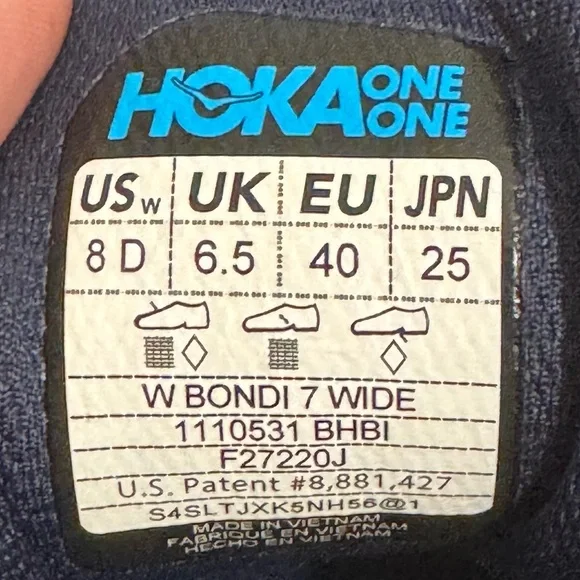 HOKA ONE ONE
USw UK EU JPN
8 D 6.5 40 25
W BONDI 7 WIDE
1110531 BHBI
F27220J
U.S. Patent #8,881,427
S4SLTJXK5NH56@1
MADE IN VIETNAM
FABRIQUE EN VIETNAM
HECHO EN VIETNAM